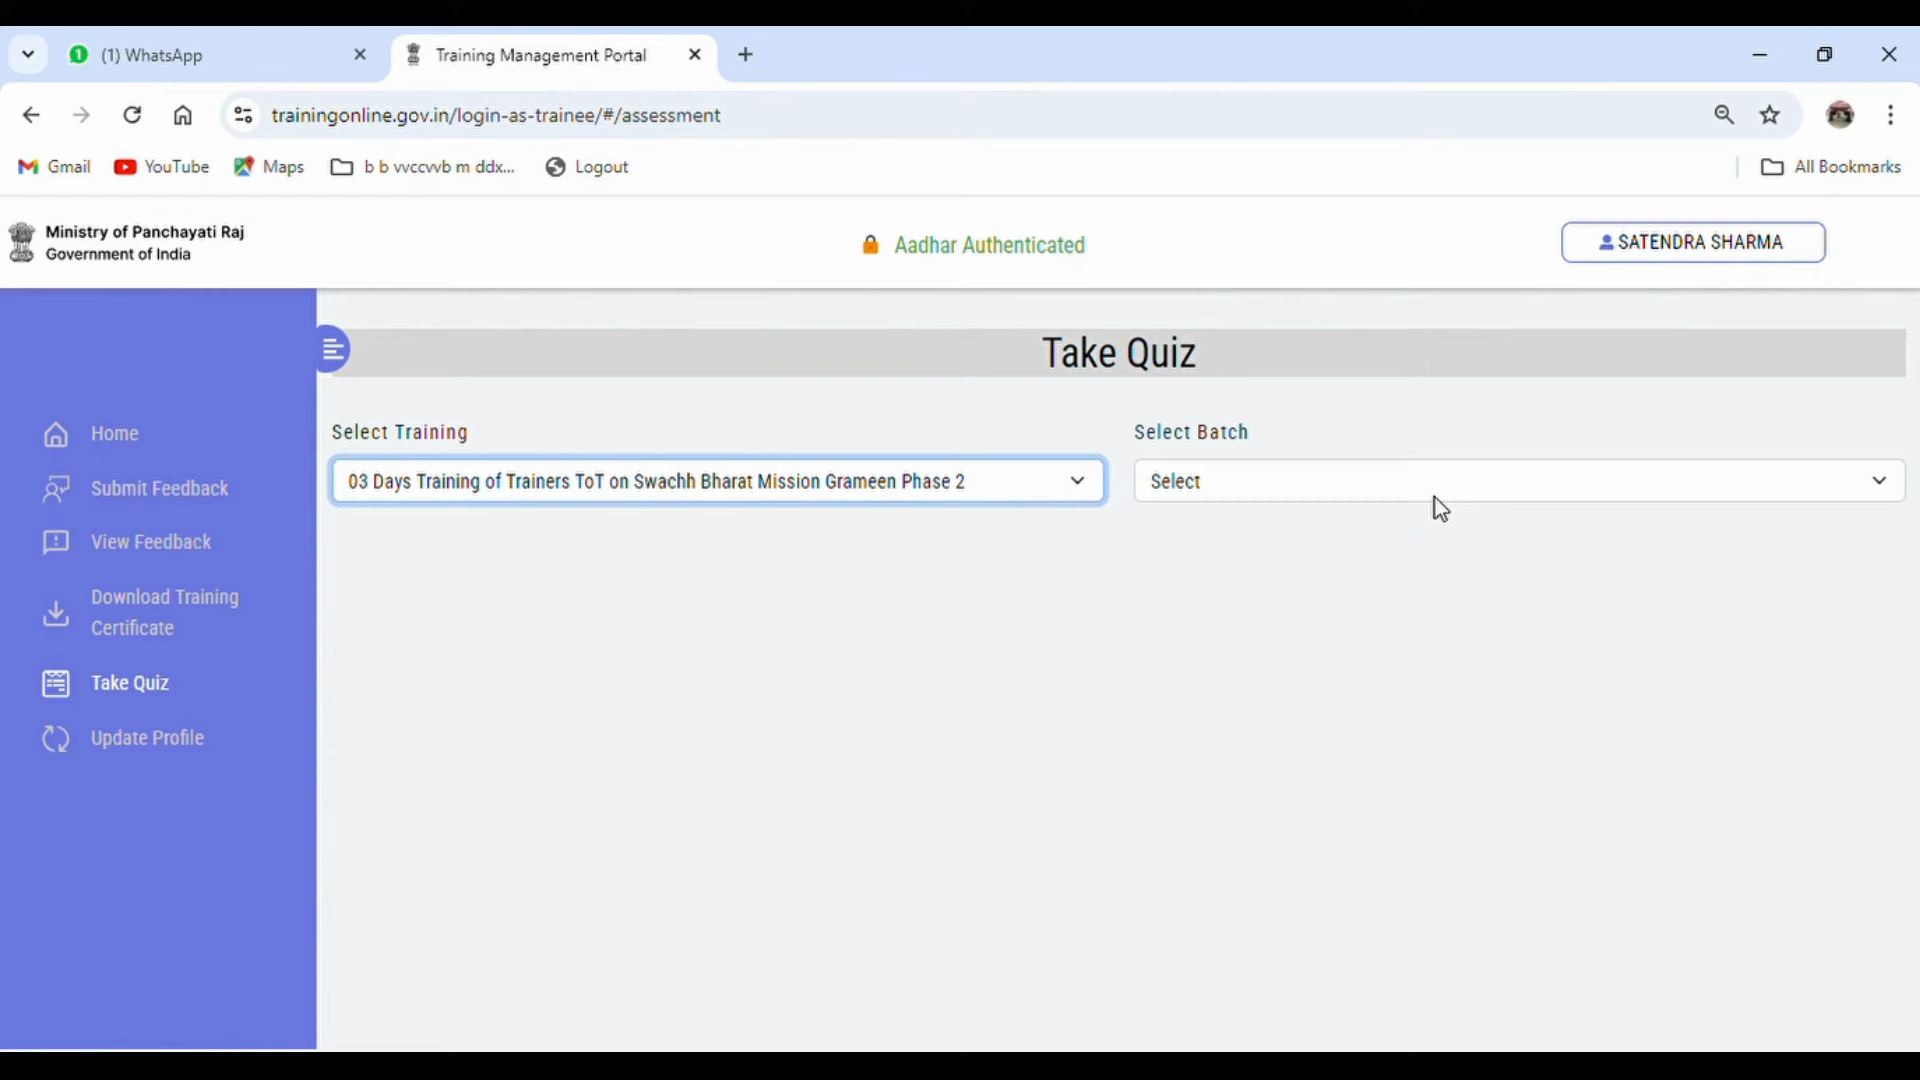 (1) WhatsApp
Training Management Portal
trainingonline.gov.in/login-as-trainee/#/assessment
Gmail
YouTube
Maps
b b vvccvvb m ddx...
Logout
All Bookmarks
Ministry of Panchayati Raj
Government of India
Aadhar Authenticated
SATENDRA SHARMA
Take Quiz
Home
Submit Feedback
View Feedback
Download Training
Certificate
Take Quiz
Update Profile
Select Training
03 Days Training of Trainers ToT on Swachh Bharat Mission Grameen Phase 2
Select Batch
Select